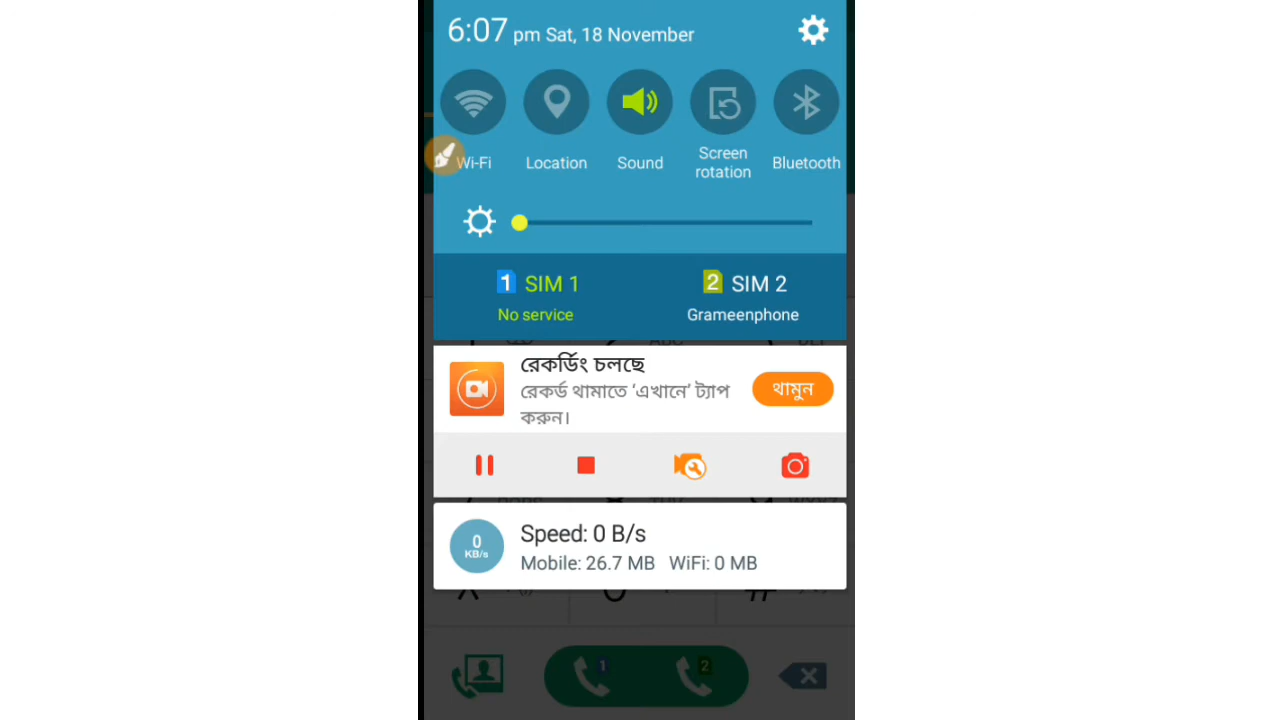 6:07 pm Sat, 18 November
Wi-Fi
Location
Sound
Screen
rotation
Bluetooth
1 SIM 1
No service
2 SIM 2
Grameenphone
রেকর্ডিং চলছে
রেকর্ড থামাতে ‘এখানে’ ট্যাপ
করুন।
থামুন
0
KB/s
Speed: 0 B/s
Mobile: 26.7 MB WiFi: 0 MB
1
2